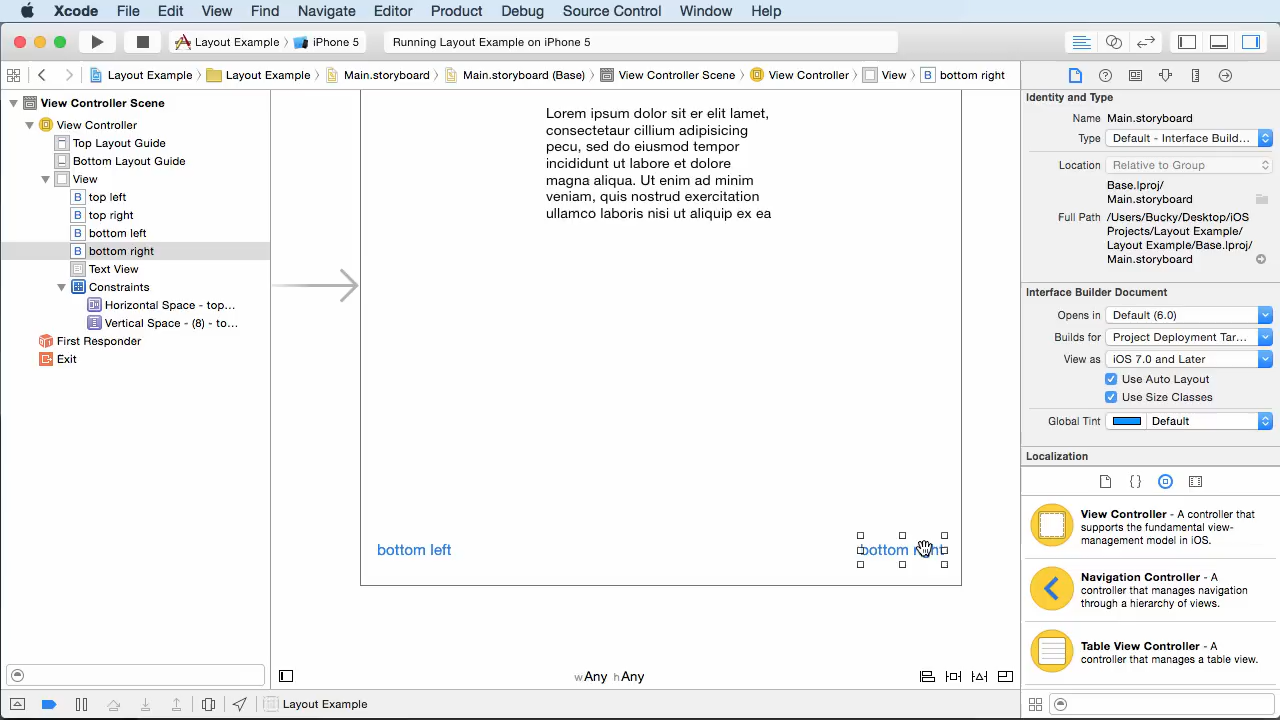 Xcode File Edit View Find Navigate Editor Product Debug Source Control Window Help
Layout Example iPhone 5 Running Layout Example on iPhone 5
Layout Example Layout Example Main.storyboard Main.storyboard (Base) View Controller Scene View Controller View B bottom right
View Controller Scene
View Controller
Top Layout Guide
Bottom Layout Guide
View
B top left
B top right
B bottom left
B bottom right
Text View
Constraints
Horizontal Space - top...
Vertical Space - (8) - to...
First Responder
Exit
Lorem ipsum dolor sit er elit lamet,
consectetaur cillium adipisicing
pecu, sed do eiusmod tempor
incididunt ut labore et dolore
magna aliqua. Ut enim ad minim
veniam, quis nostrud exercitation
ullamco laboris nisi ut aliquip ex ea
bottom left
bottom right
wAny hAny
Identity and Type
Name Main.storyboard
Type Default - Interface Build...
Location Relative to Group
Base.lproj/
Main.storyboard
Full Path /Users/Bucky/Desktop/iOS
Projects/Layout Example/
Layout Example/Base.lproj/
Main.storyboard
Interface Builder Document
Opens in Default (6.0)
Builds for Project Deployment Tar...
View as iOS 7.0 and Later
Use Auto Layout
Use Size Classes
Global Tint Default
Localization
View Controller - A controller that
supports the fundamental view-
management model in iOS.
Navigation Controller - A
controller that manages navigation
through a hierarchy of views.
Table View Controller - A
controller that manages a table view.
Layout Example